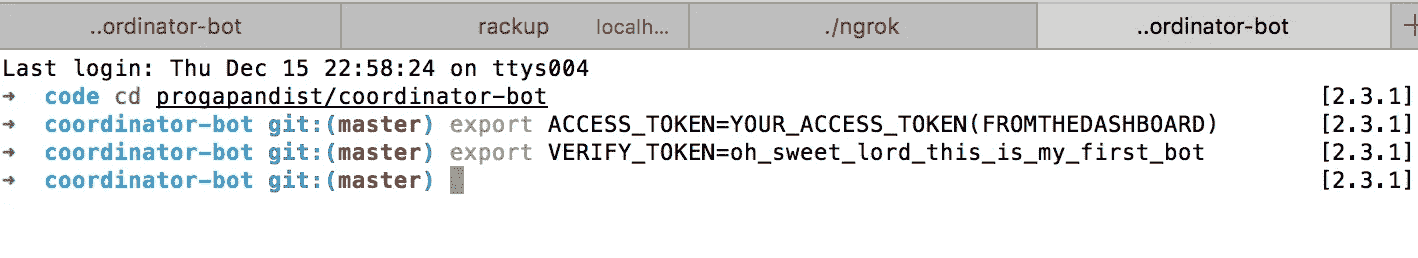 ..ordinator-bot rackup localh... ./ngrok ..ordinator-bot +
Last login: Thu Dec 15 22:58:24 on ttys004
➜ code cd progapandist/coordinator-bot [2.3.1]
➜ coordinator-bot git:(master) export ACCESS_TOKEN=YOUR_ACCESS_TOKEN(FROMTHEDASHBOARD) [2.3.1]
➜ coordinator-bot git:(master) export VERIFY_TOKEN=oh_sweet_lord_this_is_my_first_bot [2.3.1]
➜ coordinator-bot git:(master) [2.3.1]